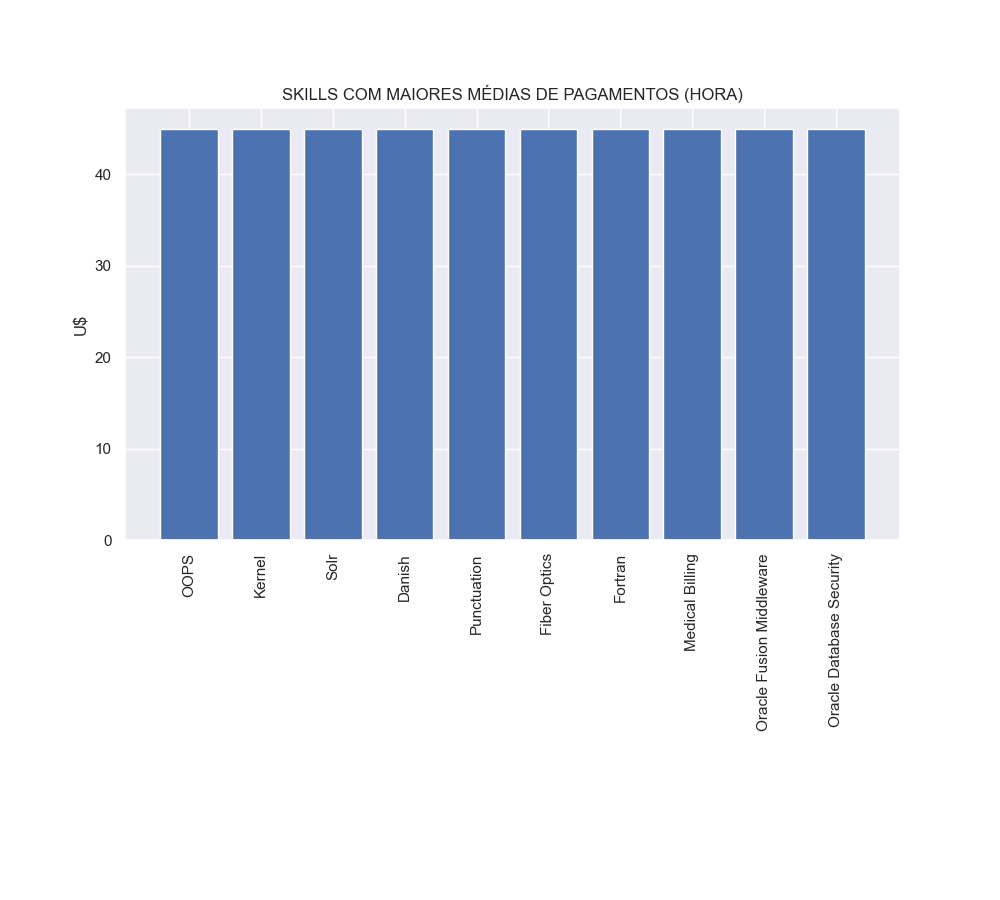 SKILLS COM MAIORES MÉDIAS DE PAGAMENTOS (HORA)
U$
40
30
20
10
0
OOPS
Kernel
Solr
Danish
Punctuation
Fiber Optics
Fortran
Medical Billing
Oracle Fusion Middleware
Oracle Database Security